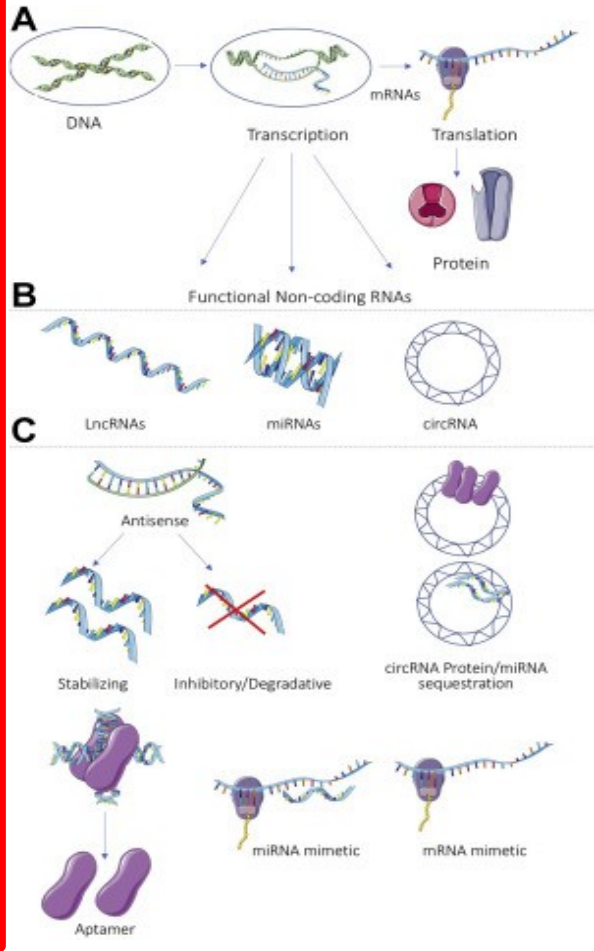 A
DNA
Transcription
mRNAs
Translation
Protein
B
Functional Non-coding RNAs
LncRNAs
miRNAs
circRNA
C
Antisense
Stabilizing
Inhibitory/Degradative
circRNA Protein/miRNA
sequestration
miRNA mimetic
mRNA mimetic
Aptamer